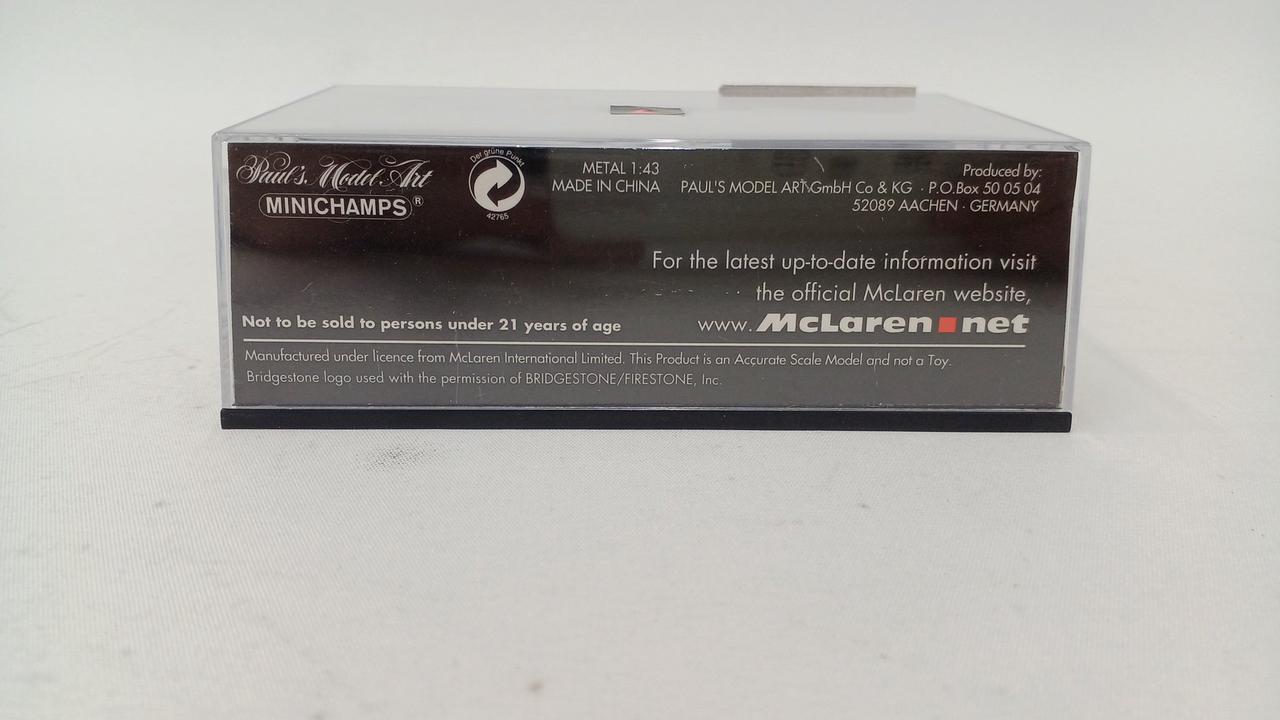 Paul's Model Art
MINICHAMPS®
Der grüne Punkt
42765
METAL 1:43
MADE IN CHINA
Produced by:
PAUL'S MODEL ART GmbH Co & KG · P.O.Box 50 05 04
52089 AACHEN · GERMANY
For the latest up-to-date information visit
the official McLaren website,
www.McLaren.net
Not to be sold to persons under 21 years of age
Manufactured under licence from McLaren International Limited. This Product is an Accurate Scale Model and not a Toy.
Bridgestone logo used with the permission of BRIDGESTONE/FIRESTONE, Inc.